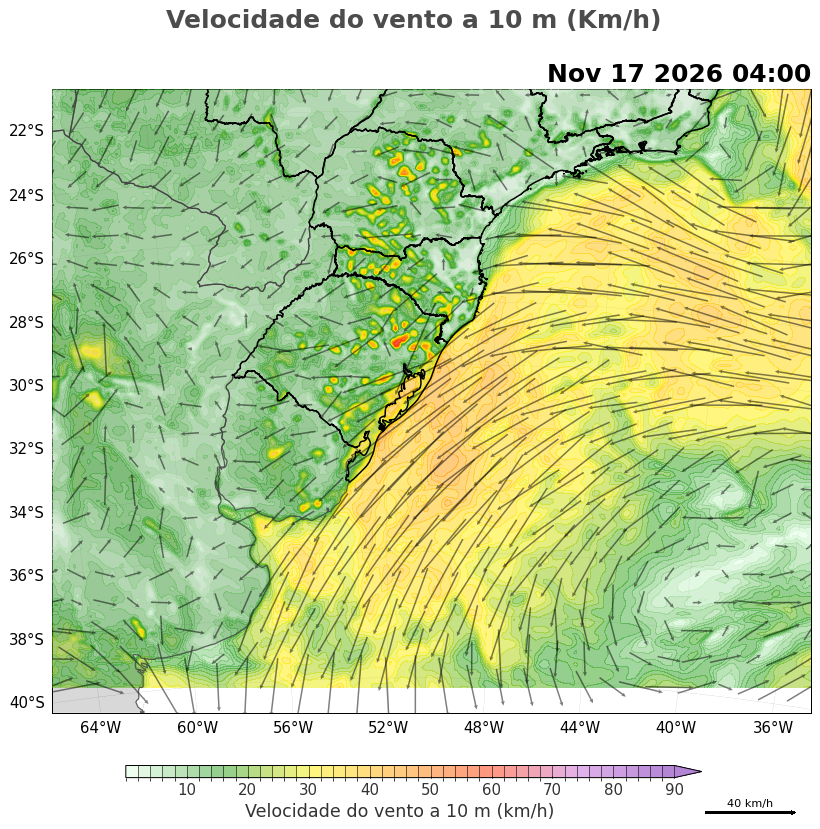 Velocidade do vento a 10 m (Km/h)
Nov 17 2026 04:00
22°S
24°S
26°S
28°S
30°S
32°S
34°S
36°S
38°S
40°S
64°W 60°W 56°W 52°W 48°W 44°W 40°W 36°W
10 20 30 40 50 60 70 80 90
Velocidade do vento a 10 m (km/h)
40 km/h